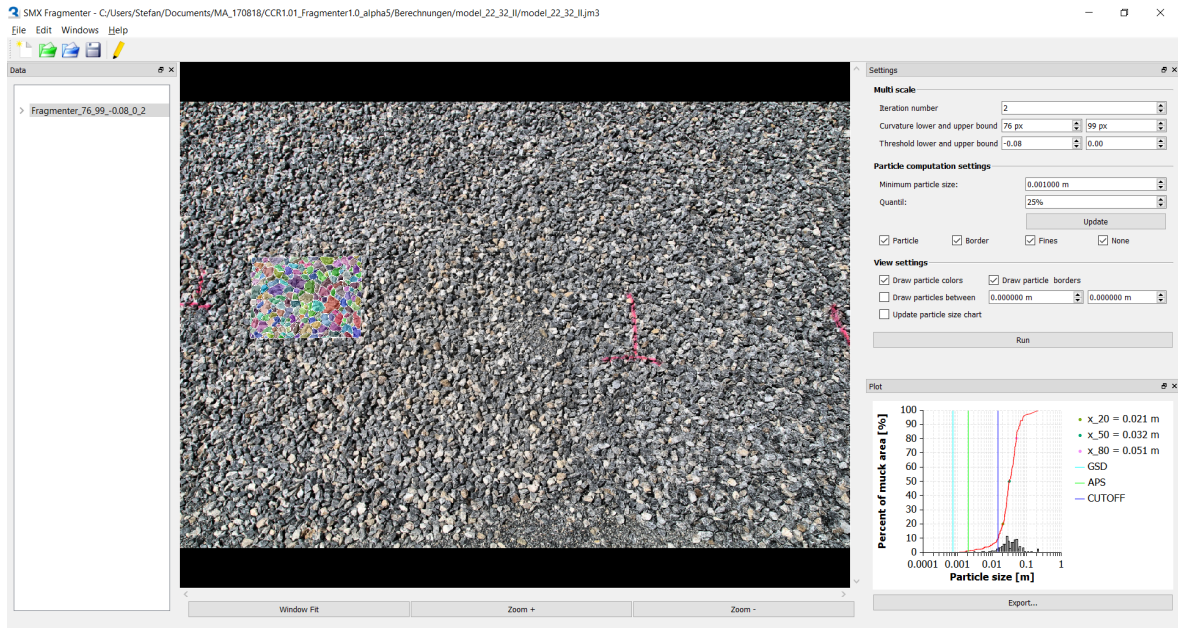 SMX Fragmenter - C:/Users/Stefan/Documents/MA_170818/CCR1.01_Fragmenter1.0_alpha5/Berechnungen/model_22_32_II/model_22_32_II.jm3
File Edit Windows Help
Data
Fragmenter_76_99_-0.08_0_2
Window Fit
Zoom +
Zoom -
Settings
Multi scale
Iteration number 2
Curvature lower and upper bound 76 px 99 px
Threshold lower and upper bound -0.08 0.00
Particle computation settings
Minimum particle size: 0.001000 m
Quantil: 25%
Update
Particle Border Fines None
View settings
Draw particle colors Draw particle borders
Draw particles between 0.000000 m 0.000000 m
Update particle size chart
Run
Plot
Percent of muck area [%]
100
90
80
70
60
50
40
30
20
10
0
0.0001 0.001 0.01 0.1 1
Particle size [m]
x_20 = 0.021 m
x_50 = 0.032 m
x_80 = 0.051 m
GSD
APS
CUTOFF
Export...